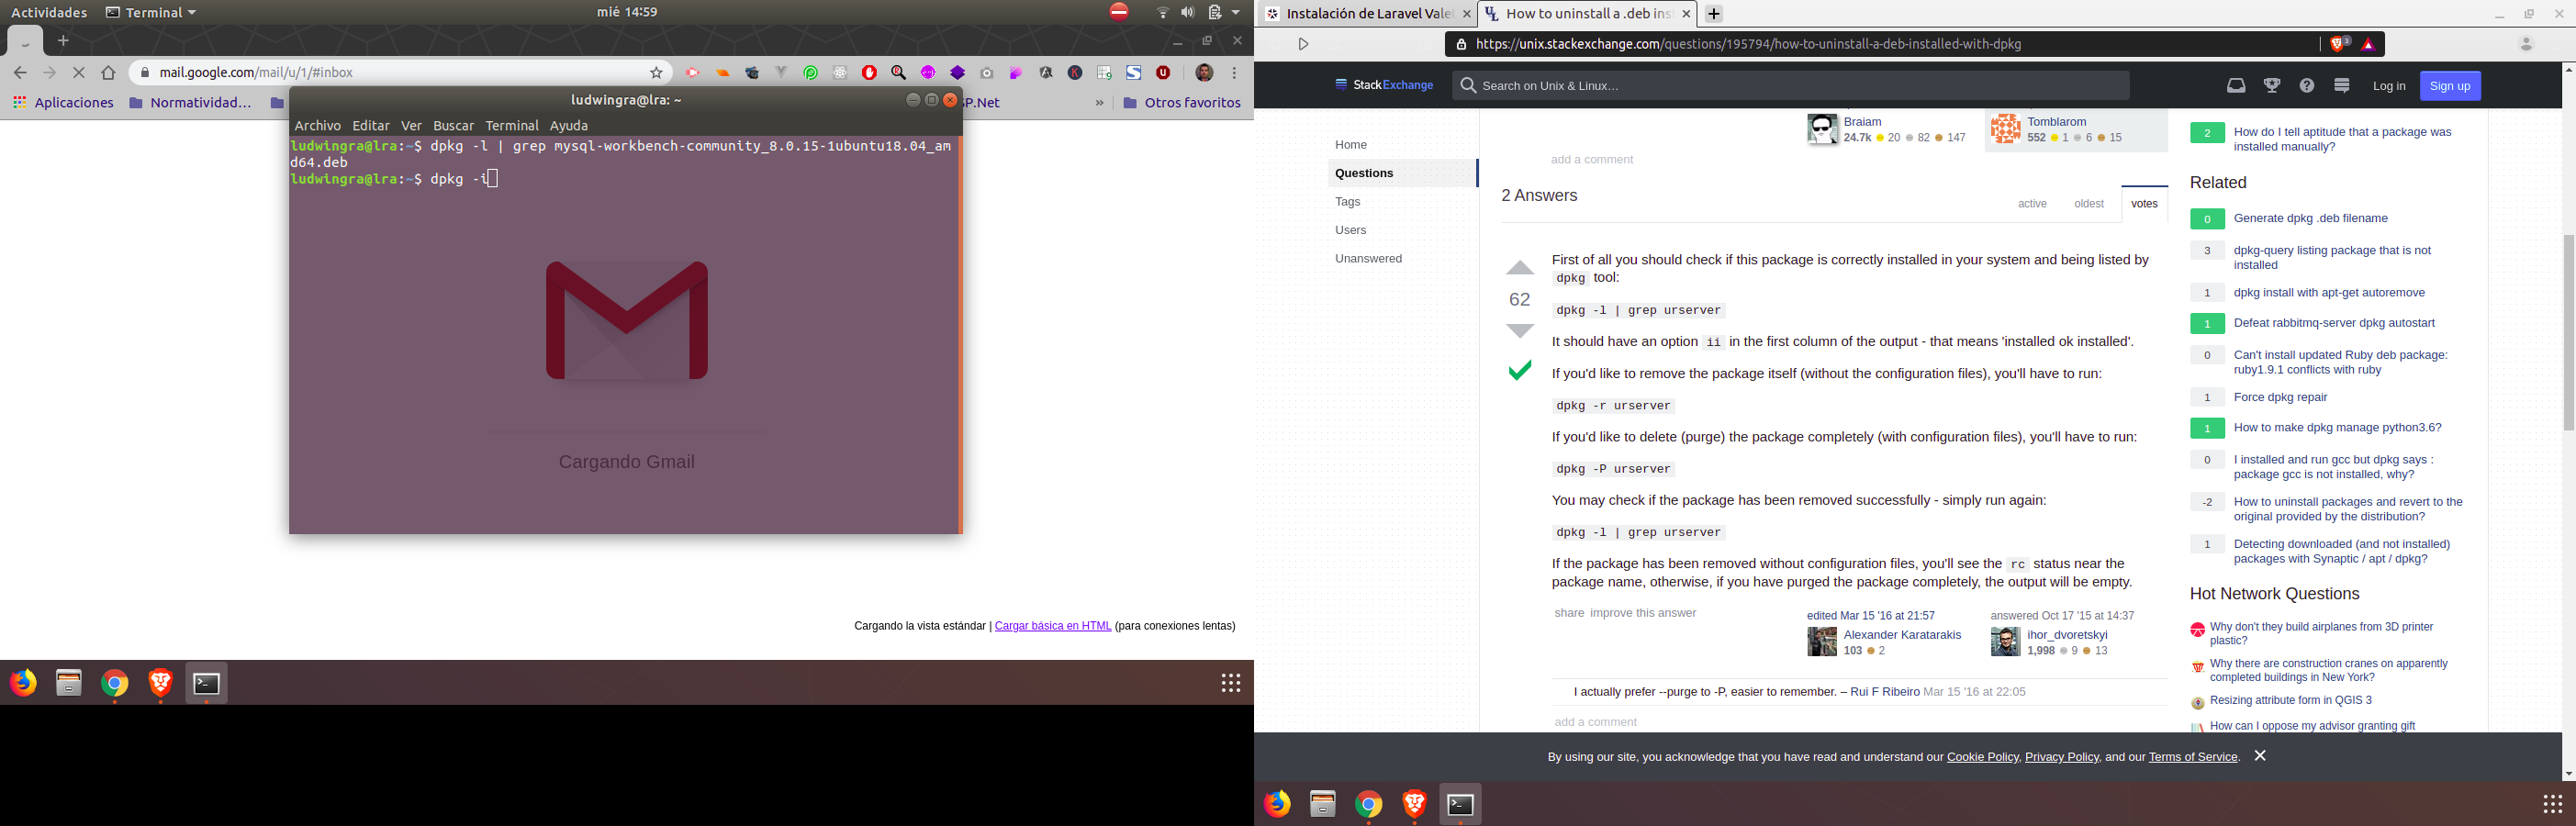 Actividades
Terminal
mié 14:59
mail.google.com/mail/u/1/#inbox
Aplicaciones
Normatividad…
SP.Net
»
Otros favoritos
ludwingra@lra: ~
Archivo Editar Ver Buscar Terminal Ayuda
ludwingra@lra:~$ dpkg -l | grep mysql-workbench-community_8.0.15-1ubuntu18.04_am
d64.deb
ludwingra@lra:~$ dpkg -i
Cargando Gmail
Cargando la vista estándar | Cargar básica en HTML (para conexiones lentas)
Instalación de Laravel Vale
How to uninstall a .deb ins
https://unix.stackexchange.com/questions/195794/how-to-uninstall-a-deb-installed-with-dpkg
StackExchange
Search on Unix & Linux…
Log in
Sign up
Home
Questions
Tags
Users
Unanswered
Braiam
24.7k 20 82 147
Tomblarom
552 1 6 15
add a comment
2 Answers
active oldest votes
62
First of all you should check if this package is correctly installed in your system and being listed by
dpkg tool:
dpkg -l | grep urserver
It should have an option ii in the first column of the output - that means 'installed ok installed'.
If you'd like to remove the package itself (without the configuration files), you'll have to run:
dpkg -r urserver
If you'd like to delete (purge) the package completely (with configuration files), you'll have to run:
dpkg -P urserver
You may check if the package has been removed successfully - simply run again:
dpkg -l | grep urserver
If the package has been removed without configuration files, you'll see the rc status near the
package name, otherwise, if you have purged the package completely, the output will be empty.
share improve this answer
edited Mar 15 '16 at 21:57
Alexander Karatarakis
103 2
answered Oct 17 '15 at 14:37
ihor_dvoretskyi
1,998 9 13
I actually prefer --purge to -P, easier to remember. – Rui F Ribeiro Mar 15 '16 at 22:05
add a comment
2 How do I tell aptitude that a package was
installed manually?
Related
0 Generate dpkg .deb filename
3 dpkg-query listing package that is not
installed
1 dpkg install with apt-get autoremove
1 Defeat rabbitmq-server dpkg autostart
0 Can't install updated Ruby deb package:
ruby1.9.1 conflicts with ruby
1 Force dpkg repair
1 How to make dpkg manage python3.6?
0 I installed and run gcc but dpkg says :
package gcc is not installed, why?
-2 How to uninstall packages and revert to the
original provided by the distribution?
1 Detecting downloaded (and not installed)
packages with Synaptic / apt / dpkg?
Hot Network Questions
Why don't they build airplanes from 3D printer
plastic?
Why there are construction cranes on apparently
completed buildings in New York?
Resizing attribute form in QGIS 3
How can I oppose my advisor granting gift
By using our site, you acknowledge that you have read and understand our Cookie Policy, Privacy Policy, and our Terms of Service.